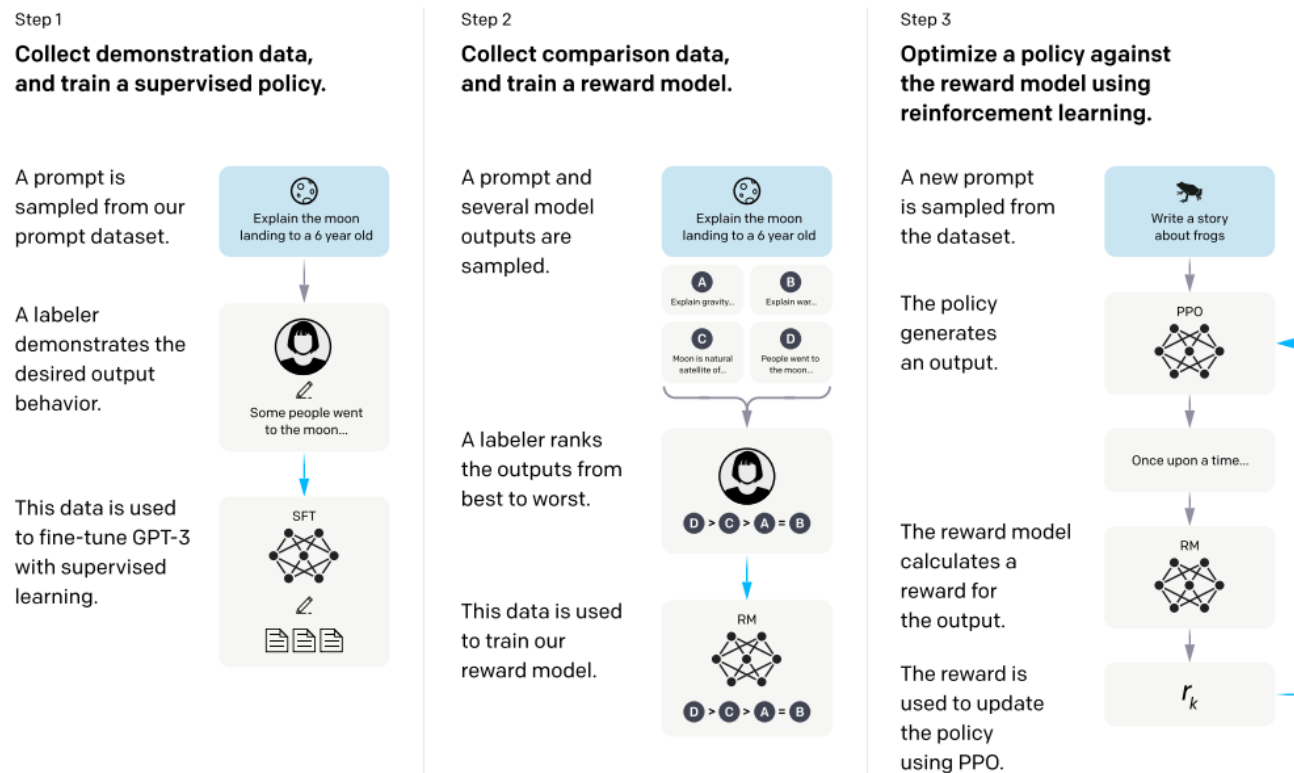 Step 1
Collect demonstration data,
and train a supervised policy.
A prompt is
sampled from our
prompt dataset.
Explain the moon
landing to a 6 year old
A labeler
demonstrates the
desired output
behavior.
Some people went
to the moon...
This data is used
to fine-tune GPT-3
with supervised
learning.
SFT
Step 2
Collect comparison data,
and train a reward model.
A prompt and
several model
outputs are
sampled.
Explain the moon
landing to a 6 year old
A
Explain gravity...
B
Explain war...
C
Moon is natural
satellite of...
D
People went to
the moon...
A labeler ranks
the outputs from
best to worst.
D > C > A = B
This data is used
to train our
reward model.
RM
D > C > A = B
Step 3
Optimize a policy against
the reward model using
reinforcement learning.
A new prompt
is sampled from
the dataset.
Write a story
about frogs
The policy
generates
an output.
PPO
Once upon a time...
The reward model
calculates a
reward for
the output.
RM
The reward is
used to update
the policy
using PPO.
r_k